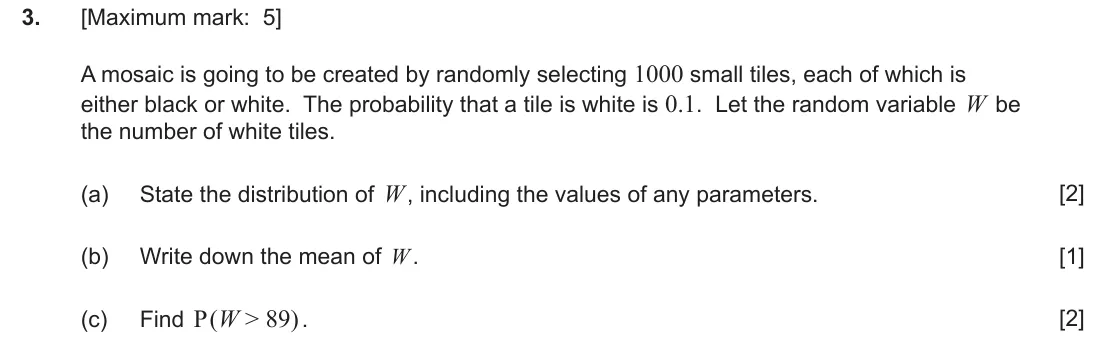 3. [Maximum mark: 5]
A mosaic is going to be created by randomly selecting 1000 small tiles, each of which is
either black or white. The probability that a tile is white is 0.1. Let the random variable W be
the number of white tiles.
(a) State the distribution of W, including the values of any parameters. [2]
(b) Write down the mean of W. [1]
(c) Find P(W > 89). [2]